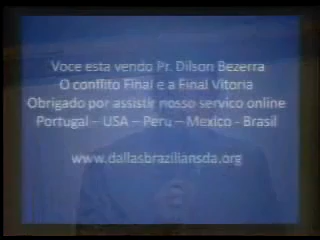 Voce esta vendo Pr. Dilson Bezerra
O conflito Final e a Final Vitoria
Obrigado por assistir nosso servico online
Portugal – USA – Peru – Mexico - Brasil
www.dallasbraziliansda.org